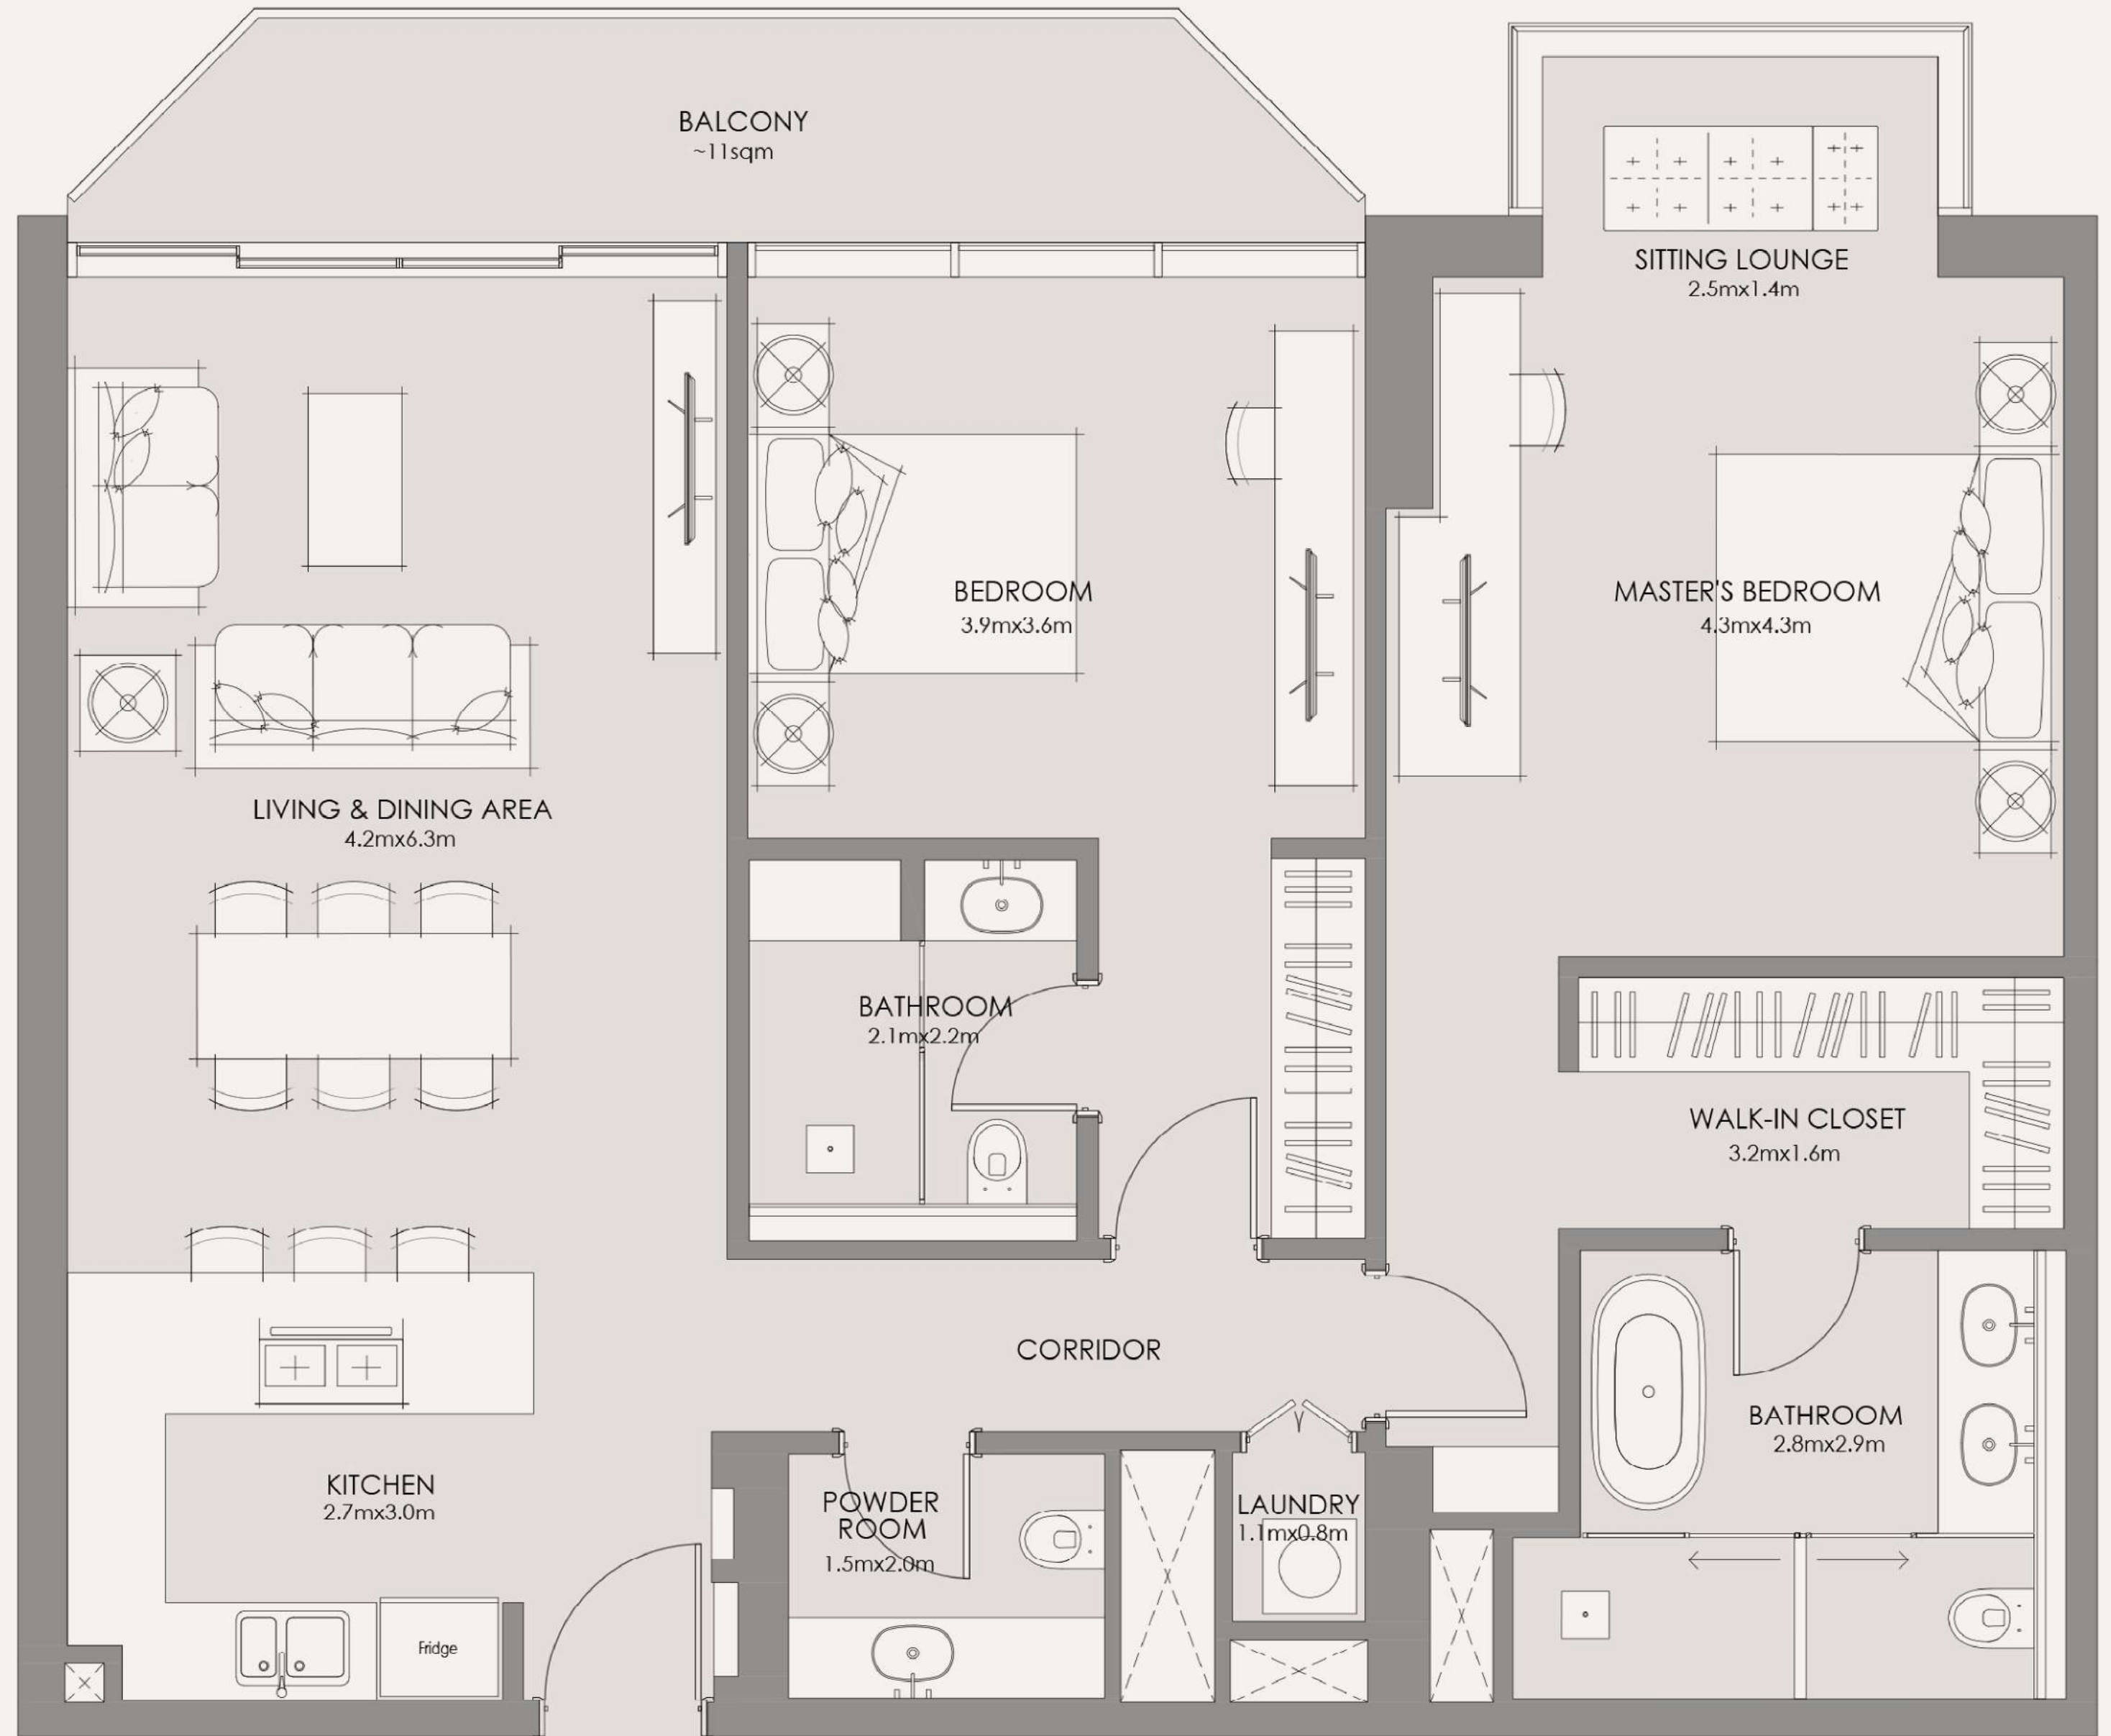 BALCONY
~11sqm
SITTING LOUNGE
2.5mx1.4m
BEDROOM
3.9mx3.6m
MASTER'S BEDROOM
4.3mx4.3m
LIVING & DINING AREA
4.2mx6.3m
BATHROOM
2.1mx2.2m
WALK-IN CLOSET
3.2mx1.6m
CORRIDOR
BATHROOM
2.8mx2.9m
KITCHEN
2.7mx3.0m
POWDER
ROOM
1.5mx2.0m
LAUNDRY
1.1mx0.8m
Fridge